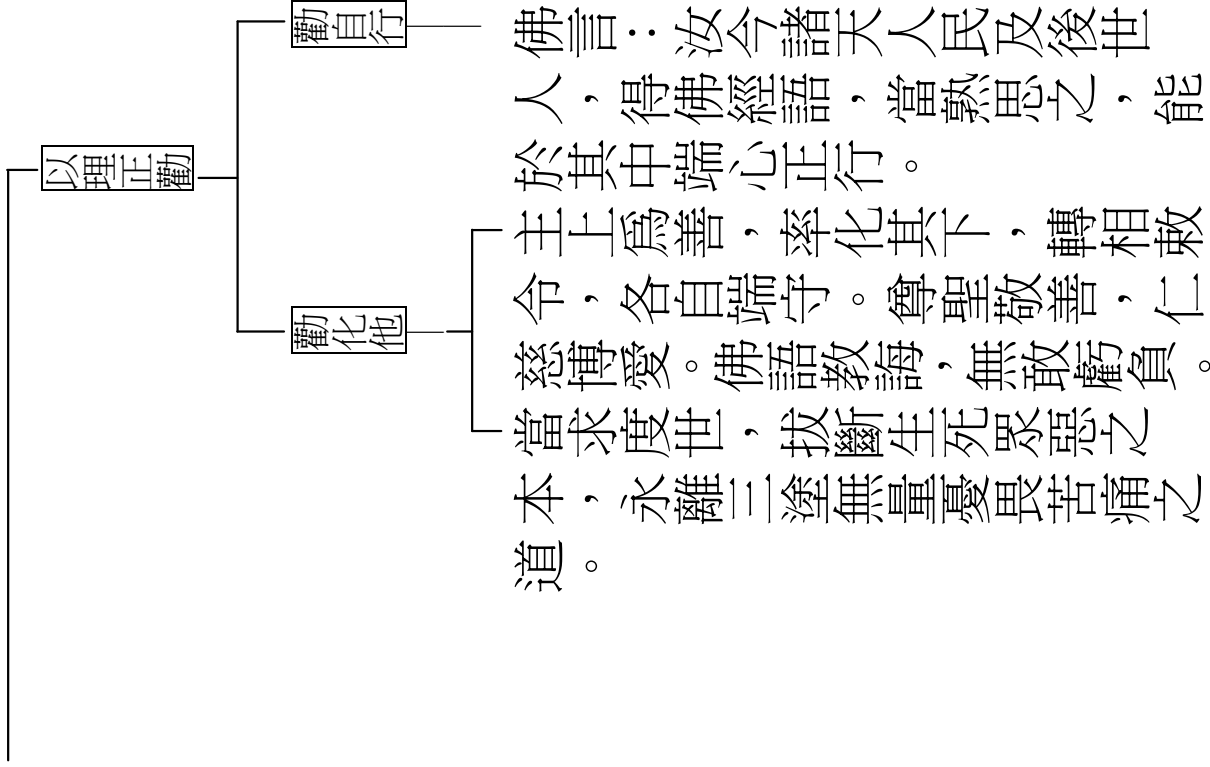 以理正勸
勸自行
佛言：汝今諸天人民及後世
人，得佛經語，當熟思之，能
於其中端心正行。
勸化他
主上爲善，率化其下，轉相敕
令，各自端守。尊聖敬善，仁
慈博愛。佛語教誨，無敢虧負。
當求度世，拔斷生死眾惡之
本，永離三塗無量憂畏苦痛之
道。